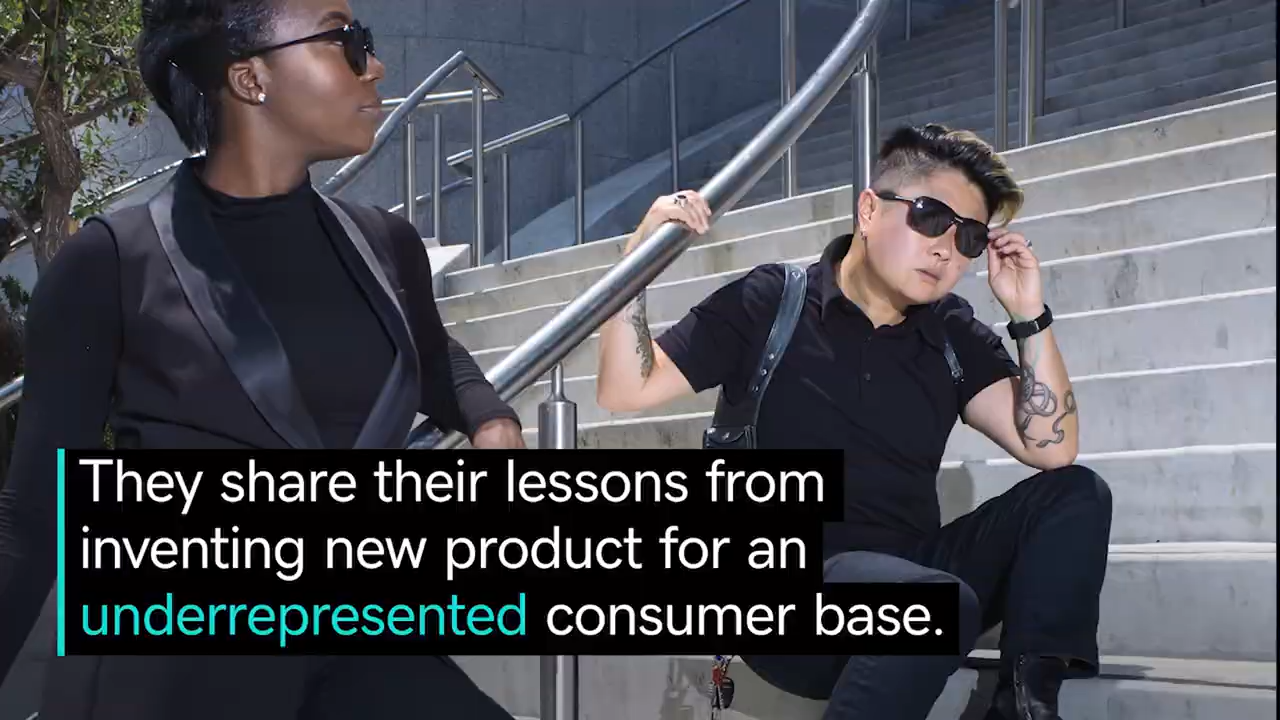 They share their lessons from
inventing new product for an
underrepresented consumer base.